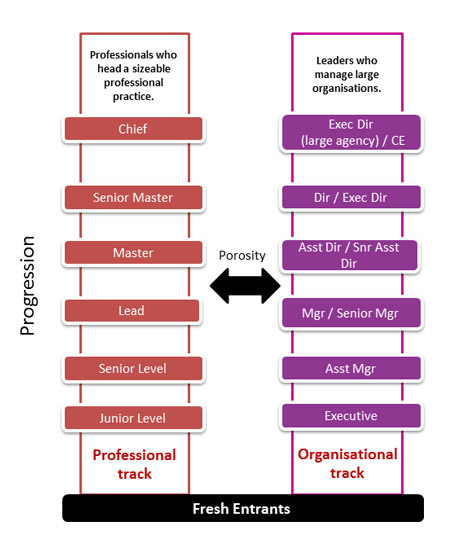 Professionals who
head a sizeable
professional
practice.
Chief
Senior Master
Master
Lead
Senior Level
Junior Level
Professional
track
Progression
Porosity
Leaders who
manage large
organisations.
Exec Dir
(large agency) / CE
Dir / Exec Dir
Asst Dir / Snr Asst
Dir
Mgr / Senior Mgr
Asst Mgr
Executive
Organisational
track
Fresh Entrants